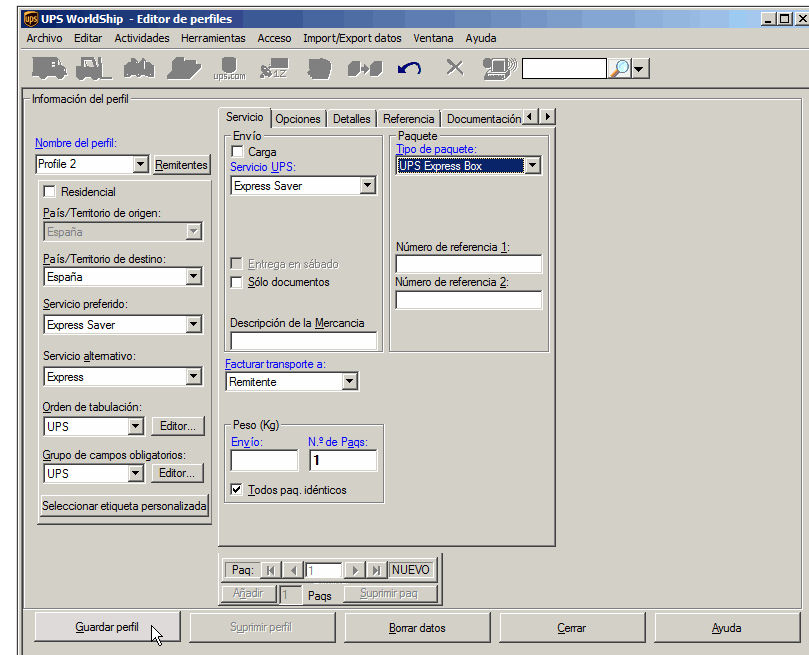 UPS WorldShip - Editor de perfiles
Archivo Editar Actividades Herramientas Acceso Import/Export datos Ventana Ayuda
ups.com
Información del perfil
Nombre del perfil:
Profile 2 Remitentes
Residencial
País/Territorio de origen:
España
País/Territorio de destino:
España
Servicio preferido:
Express Saver
Servicio alternativo:
Express
Orden de tabulación:
UPS Editor...
Grupo de campos obligatorios:
UPS Editor...
Seleccionar etiqueta personalizada
Servicio Opciones Detalles Referencia Documentación
Envío
Carga
Servicio UPS:
Express Saver
Entrega en sábado
Sólo documentos
Descripción de la Mercancia
Paquete
Tipo de paquete:
UPS Express Box
Número de referencia 1:
Número de referencia 2:
Facturar transporte a:
Remitente
Peso (Kg)
Envío: N.º de Paqs:
1
Todos paq. idénticos
Paq: 1 NUEVO
Añadir 1 Paqs Suprimir paq
Guardar perfil Suprimir perfil Borrar datos Cerrar Ayuda